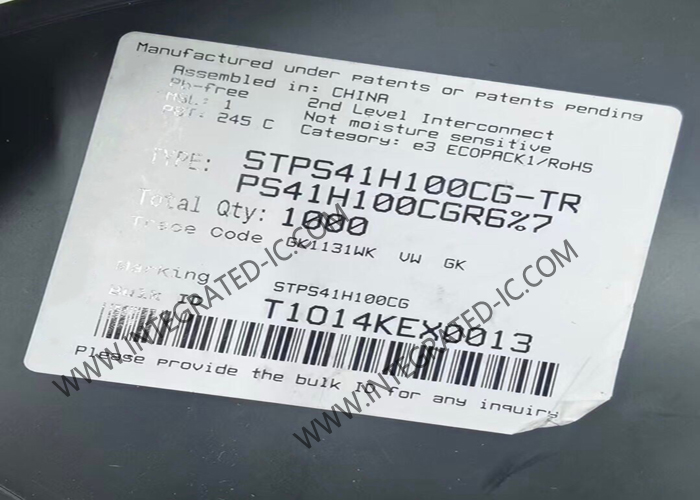 Manufactured under patents or patents pending
Assembled in: CHINA
Pb-free 2nd Level Interconnect
MSL: 1 Not moisture sensitive
PBT: 245 C Category: e3 ECOPACK1/RoHS
TYPE: STPS41H100CG-TR
PS41H100CGR6%7
Total Qty: 1000
Trace Code GK1131WK VW GK
Marking STPS41H100CG
Bulk ID T1014KEX0013
Please provide the bulk ID for any inquiry
WWW.INTEGRATED-IC.COM
WWW.INTEGRATED-IC.COM